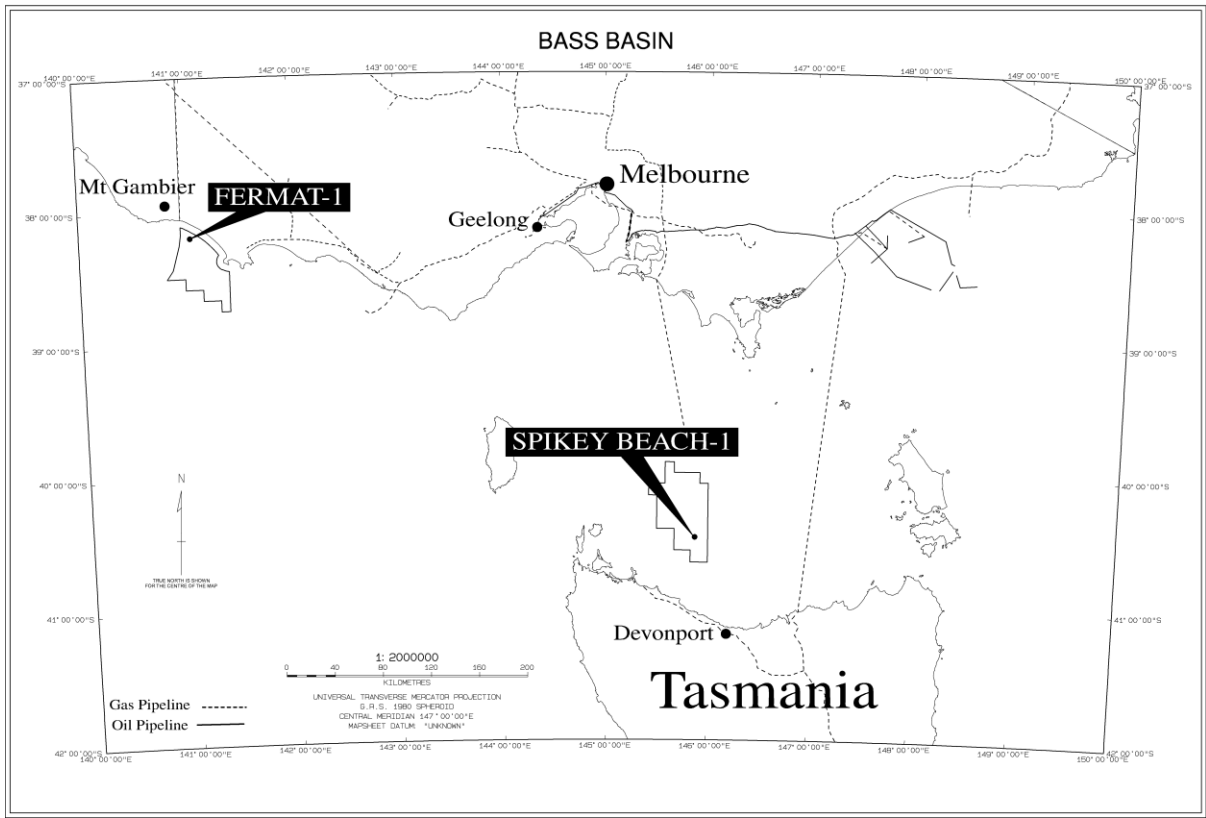 BASS BASIN
140° 00'00"E
141° 00'00"E
142° 00'00"E
143° 00'00"E
144° 00'00"E
145° 00'00"E
146° 00'00"E
147° 00'00"E
148° 00'00"E
149° 00'00"E
150° 00'00"E
37° 00'00"S
37° 00'00"S
Mt Gambier
FERMAT-1
Melbourne
Geelong
38° 00'00"S
38° 00'00"S
39° 00'00"S
39° 00'00"S
SPIKEY BEACH-1
N
40° 00'00"S
40° 00'00"S
TRUE NORTH IS SHOWN
FOR THE CENTRE OF THE MAP
41° 00'00"S
41° 00'00"S
Devonport
Tasmania
1: 2000000
0 40 80 120 160 200
KILOMETRES
UNIVERSAL TRANSVERSE MERCATOR PROJECTION
G.R.S. 1980 SPHEROID
CENTRAL MERIDIAN 147° 00'00"E
MAPSHEET DATUM: "UNKNOWN"
Gas Pipeline
Oil Pipeline
42° 00'00"S
42° 00'00"S
140° 00'00"E
141° 00'00"E
142° 00'00"E
143° 00'00"E
144° 00'00"E
145° 00'00"E
146° 00'00"E
147° 00'00"E
148° 00'00"E
149° 00'00"E
150° 00'00"E